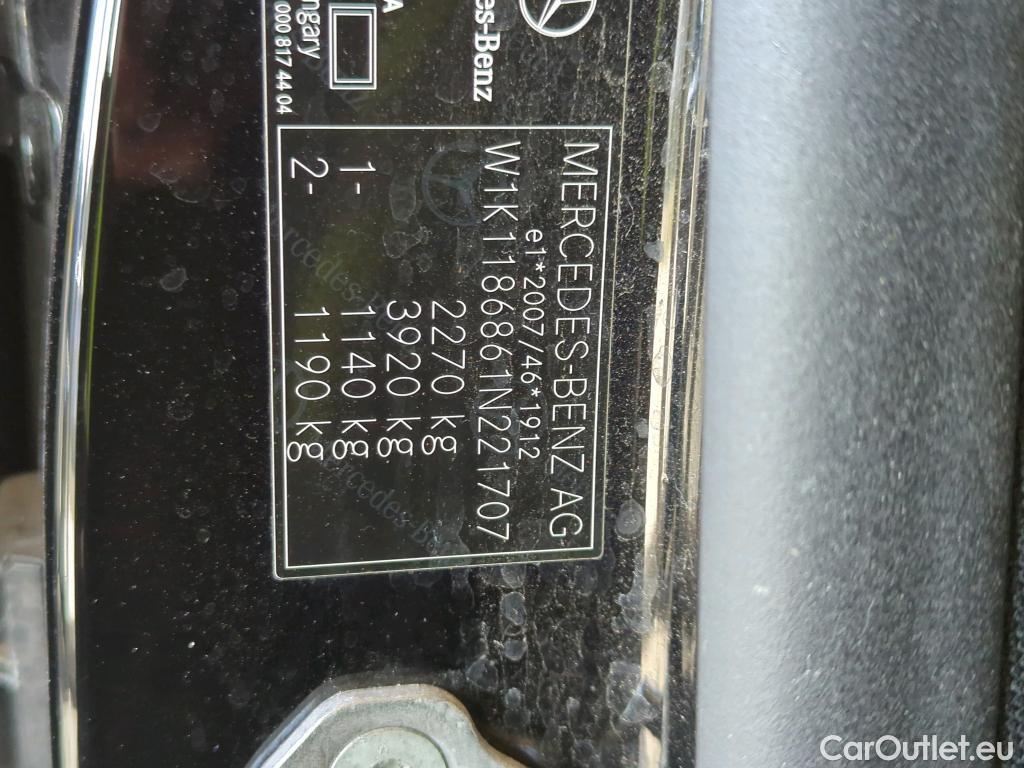 des-Benz
A
ngary
000 817 44 04
MERCEDES-BENZ AG
e1*2007/46*1912
W1K1186861N221707
2270 kg
3920 kg
1- 1140 kg
2- 1190 kg
CarOutlet.eu